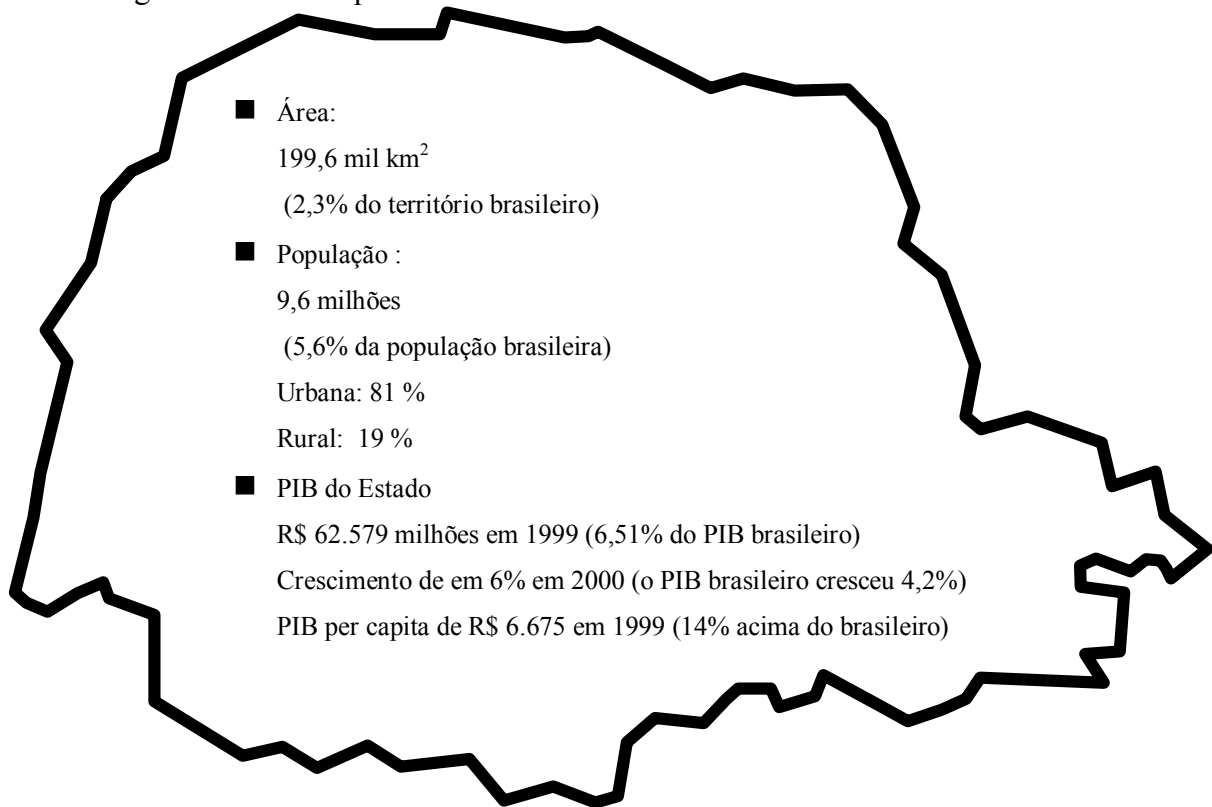 ■ Área:
199,6 mil km²
(2,3% do território brasileiro)
■ População :
9,6 milhões
(5,6% da população brasileira)
Urbana: 81 %
Rural: 19 %
■ PIB do Estado
R$ 62.579 milhões em 1999 (6,51% do PIB brasileiro)
Crescimento de em 6% em 2000 (o PIB brasileiro cresceu 4,2%)
PIB per capita de R$ 6.675 em 1999 (14% acima do brasileiro)